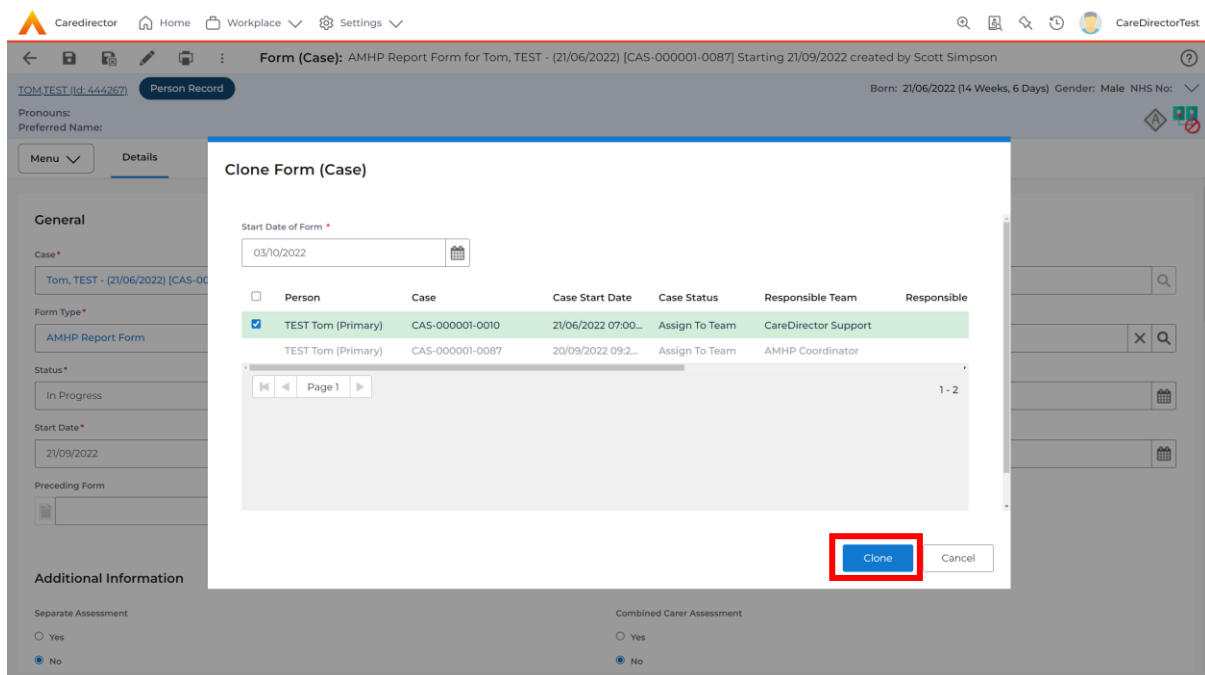 Caredirector Home Workplace Settings CareDirectorTest
Form (Case): AMHP Report Form for Tom, TEST - (21/06/2022) [CAS-000001-0087] Starting 21/09/2022 created by Scott Simpson
TOM,TEST (Id: 444267) Person Record Born: 21/06/2022 (14 Weeks, 6 Days) Gender: Male NHS No:
Pronouns:
Preferred Name:
Menu Details
Clone Form (Case)
General
Start Date of Form *
03/10/2022
Case*
Tom, TEST - (21/06/2022) [CAS-00
Person Case Case Start Date Case Status Responsible Team Responsible
Form Type*
TEST Tom (Primary) CAS-000001-0010 21/06/2022 07:00... Assign To Team CareDirector Support
AMHP Report Form
TEST Tom (Primary) CAS-000001-0087 20/09/2022 09:2... Assign To Team AMHP Coordinator
Status*
Page 1 1 - 2
In Progress
Start Date*
21/09/2022
Preceding Form
Clone Cancel
Additional Information
Separate Assessment Combined Carer Assessment
Yes Yes
No No